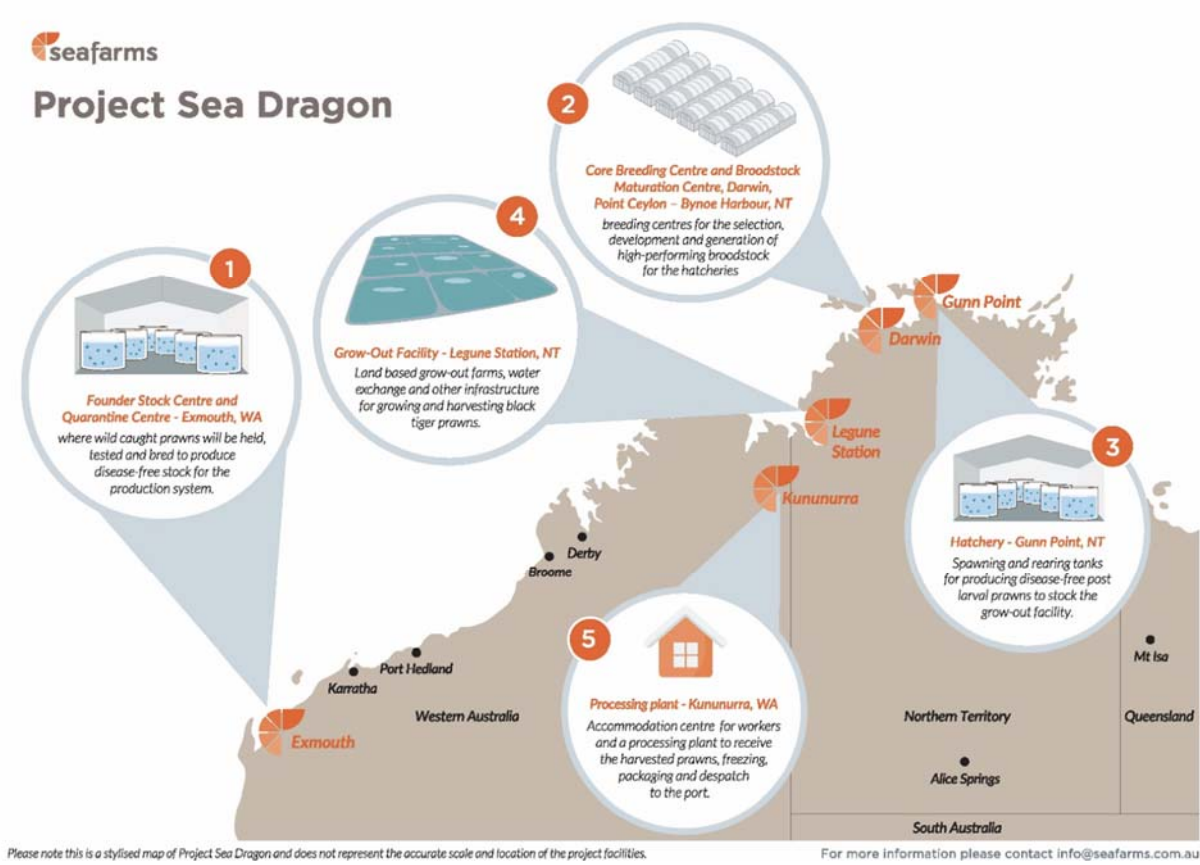 seafarms
Project Sea Dragon
1
Founder Stock Centre and
Quarantine Centre - Exmouth, WA
where wild caught prawns will be held,
tested and bred to produce
disease-free stock for the
production system.
2
Core Breeding Centre and Broodstock
Maturation Centre, Darwin,
Point Ceylon – Bynoe Harbour, NT
breeding centres for the selection,
development and generation of
high-performing broodstock
for the hatcheries
4
Grow-Out Facility - Legune Station, NT
Land based grow-out farms, water
exchange and other infrastructure
for growing and harvesting black
tiger prawns.
Gunn Point
Darwin
Legune
Station
Kununurra
3
Hatchery - Gunn Point, NT
Spawning and rearing tanks
for producing disease-free post
larval prawns to stock the
grow-out facility.
Derby
Broome
5
Processing plant - Kununurra, WA
Accommodation centre for workers
and a processing plant to receive
the harvested prawns, freezing,
packaging and despatch
to the port.
Port Hedland
Karratha
Exmouth
Western Australia
Northern Territory
Alice Springs
Mt Isa
Queensland
South Australia
Please note this is a stylised map of Project Sea Dragon and does not represent the accurate scale and location of the project facilities.
For more information please contact info@seafarms.com.au